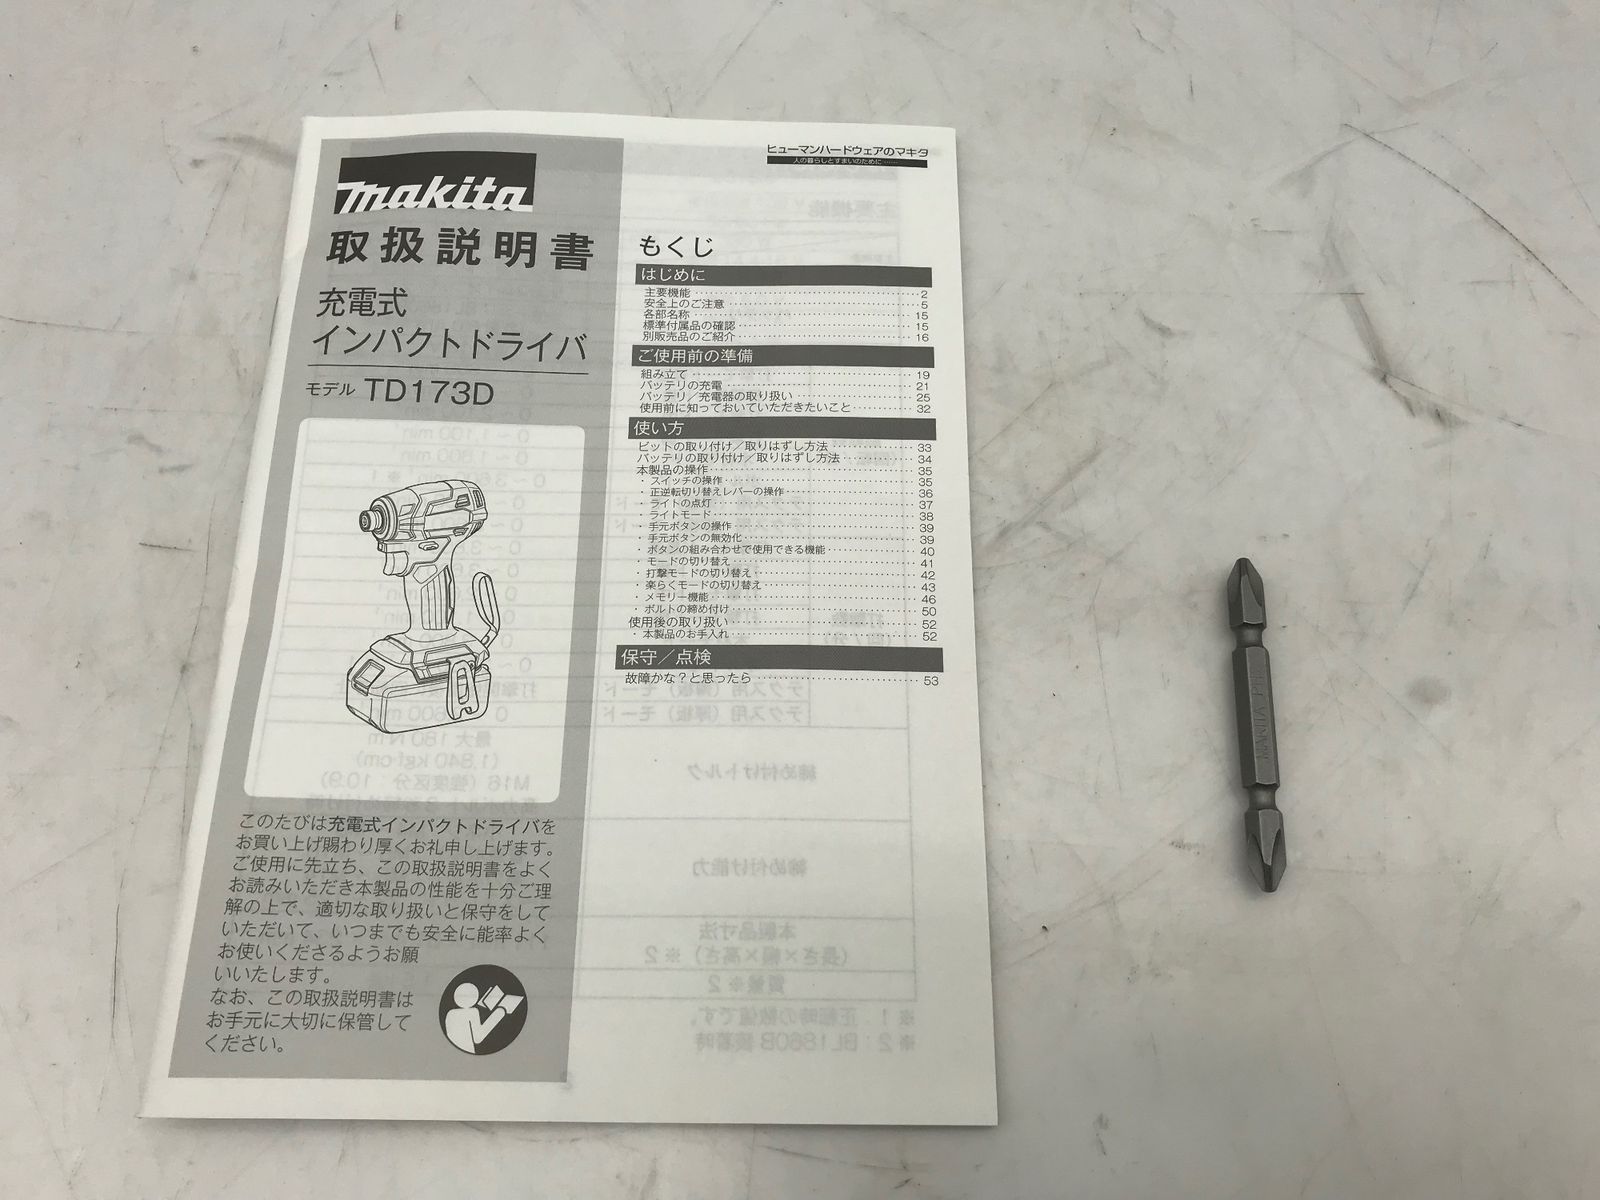 makita
取扱説明書
充電式
インパクトドライバ
モデル TD173D
このたびは充電式インパクトドライバを
お買い上げ賜わり厚くお礼申し上げます。
ご使用に先立ち、この取扱説明書をよく
お読みいただき本製品の性能を十分ご理
解の上で、適切な取り扱いと保守をして
いただいて、いつまでも安全に能率よく
お使いくださるようお願
いいたします。
なお、この取扱説明書は
お手元に大切に保管して
ください。
ヒューマンハードウェアのマキタ
人の暮らしとすまいのために……
もくじ
はじめに
主要機能 2
安全上のご注意 5
各部名称 15
標準付属品の確認 15
別販売品のご紹介 16
ご使用前の準備
組み立て 19
バッテリの充電 21
バッテリ／充電器の取り扱い 25
使用前に知っておいていただきたいこと 32
使い方
ビットの取り付け／取りはずし方法 33
バッテリの取り付け／取りはずし方法 34
本製品の操作 35
・スイッチの操作 35
・正逆転切り替えレバーの操作 36
・ライトの点灯 37
・ライトモード 38
・手元ボタンの操作 39
・手元ボタンの無効化 39
・ボタンの組み合わせで使用できる機能 40
・モードの切り替え 41
・打撃モードの切り替え 42
・楽らくモードの切り替え 43
・メモリー機能 46
・ボルトの締め付け 50
使用後の取り扱い 52
・本製品のお手入れ 52
保守／点検
故障かな？と思ったら 53
MAKITA